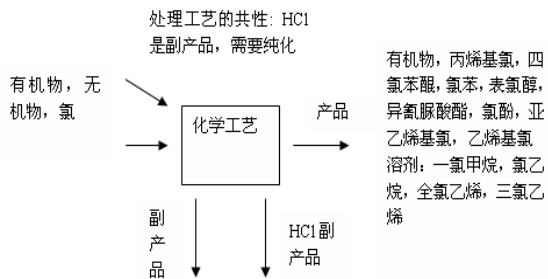 处理工艺的共性: HCl
是副产品，需要纯化
有机物，无
机物，氯
化学工艺
产品
有机物，丙烯基氯，四
氯苯醌，氯苯，表氯醇，
异氰脲酸酯，氯酚，亚
乙烯基氯，乙烯基氯
溶剂：一氯甲烷，氯乙
烷，全氯乙烯，三氯乙
烯
副
产
品
HCl副
产品